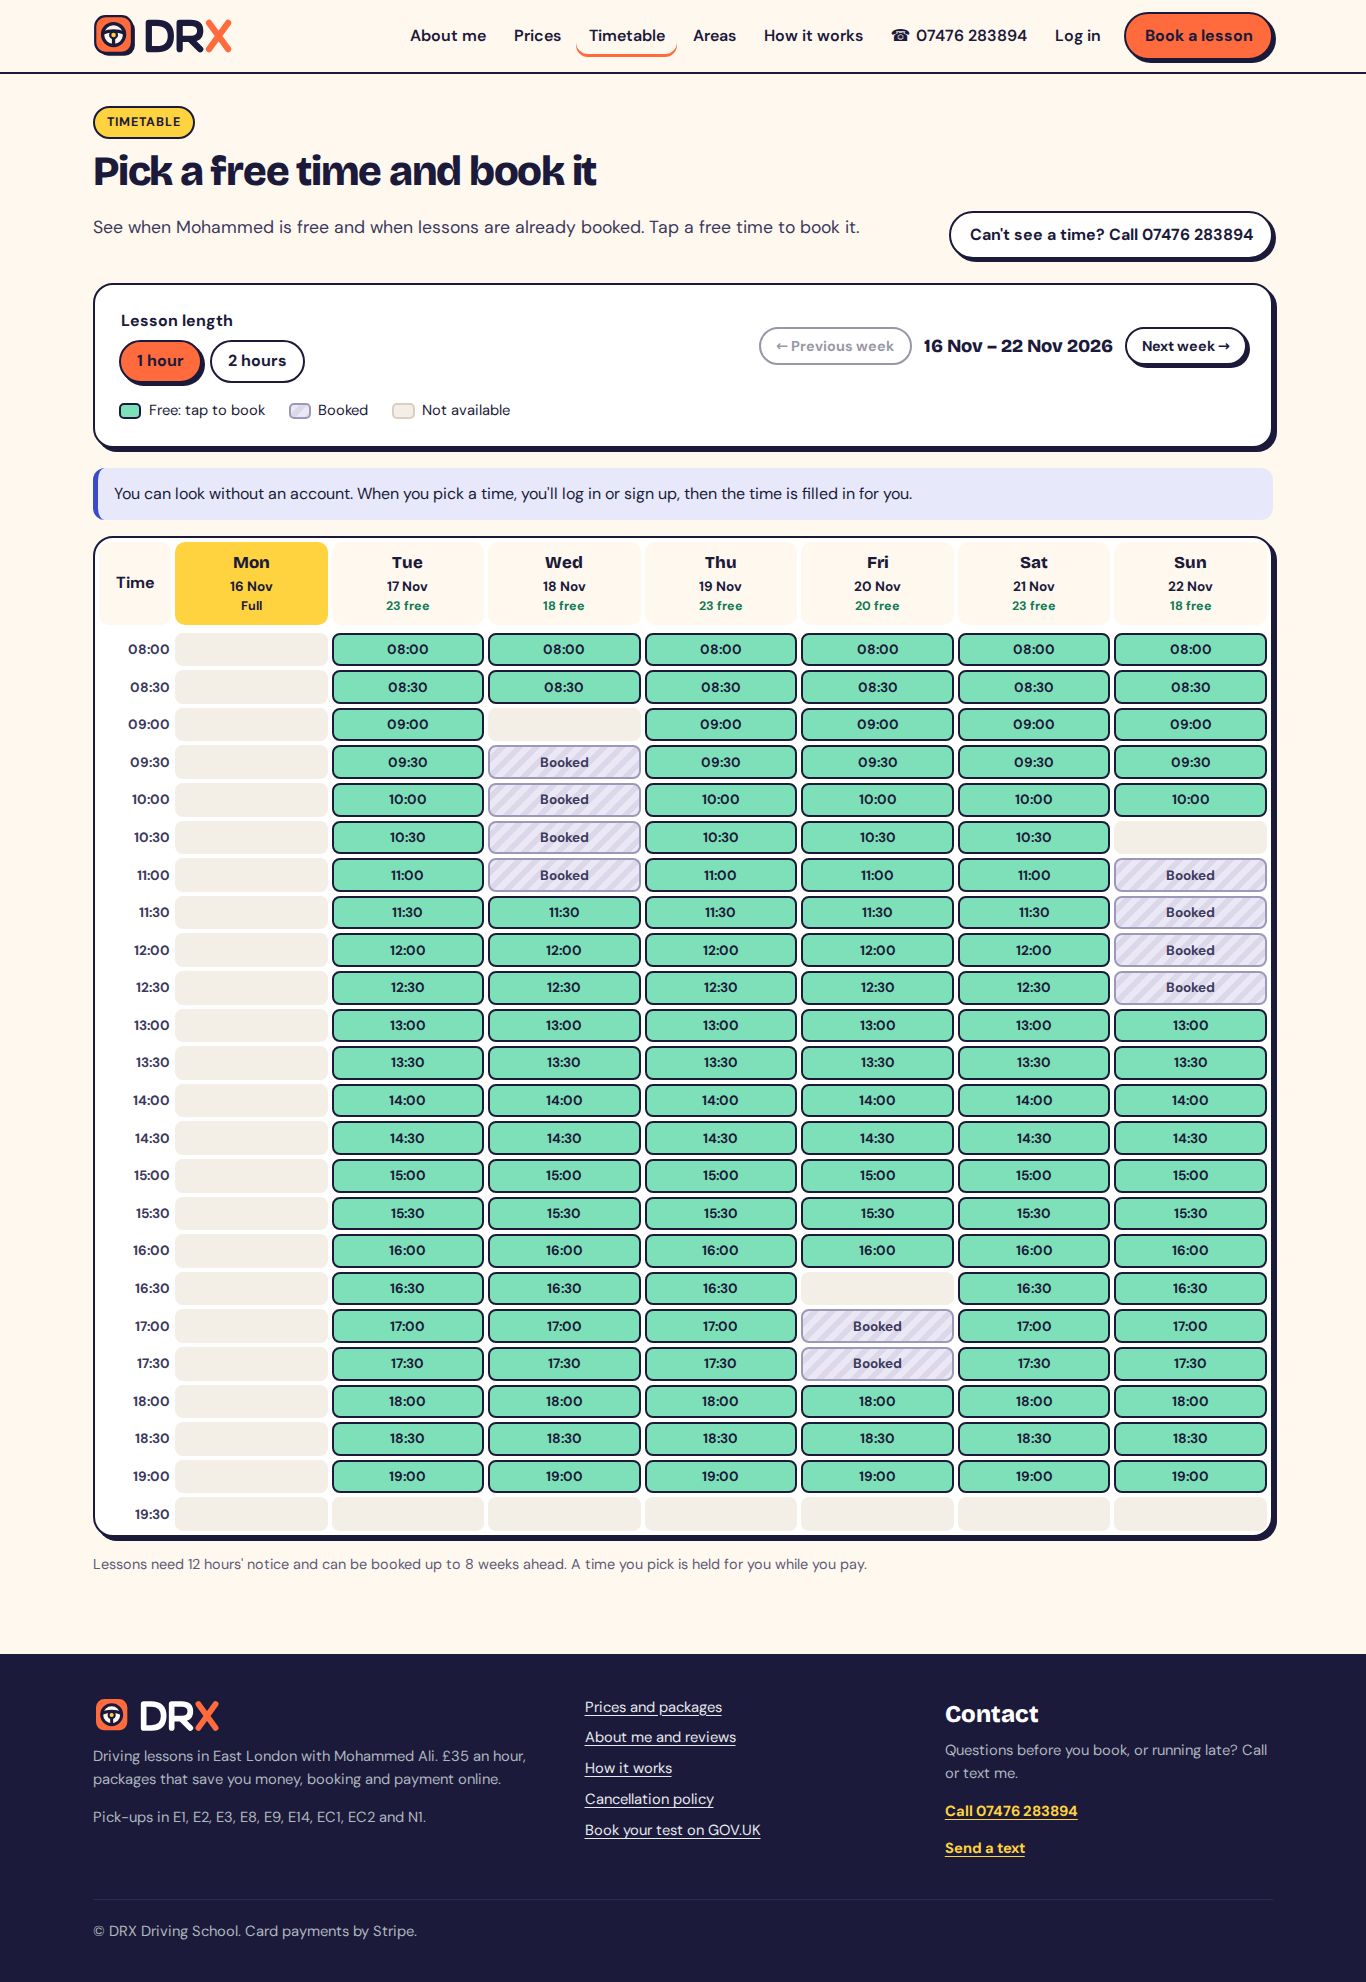 DRX
About me Prices Timetable Areas How it works ☎ 07476 283894 Log in Book a lesson
TIMETABLE
Pick a free time and book it
See when Mohammed is free and when lessons are already booked. Tap a free time to book it.
Can't see a time? Call 07476 283894
Lesson length
1 hour 2 hours
← Previous week 16 Nov – 22 Nov 2026 Next week →
Free: tap to book Booked Not available
You can look without an account. When you pick a time, you'll log in or sign up, then the time is filled in for you.
Time Mon Tue Wed Thu Fri Sat Sun
16 Nov 17 Nov 18 Nov 19 Nov 20 Nov 21 Nov 22 Nov
Full 23 free 18 free 23 free 20 free 23 free 18 free
08:00 08:00 08:00 08:00 08:00 08:00 08:00
08:30 08:30 08:30 08:30 08:30 08:30 08:30
09:00 09:00 09:00 09:00 09:00 09:00
09:30 09:30 Booked 09:30 09:30 09:30 09:30
10:00 10:00 Booked 10:00 10:00 10:00 10:00
10:30 10:30 Booked 10:30 10:30 10:30
11:00 11:00 Booked 11:00 11:00 11:00 Booked
11:30 11:30 11:30 11:30 11:30 11:30 Booked
12:00 12:00 12:00 12:00 12:00 12:00 Booked
12:30 12:30 12:30 12:30 12:30 12:30 Booked
13:00 13:00 13:00 13:00 13:00 13:00 13:00
13:30 13:30 13:30 13:30 13:30 13:30 13:30
14:00 14:00 14:00 14:00 14:00 14:00 14:00
14:30 14:30 14:30 14:30 14:30 14:30 14:30
15:00 15:00 15:00 15:00 15:00 15:00 15:00
15:30 15:30 15:30 15:30 15:30 15:30 15:30
16:00 16:00 16:00 16:00 16:00 16:00 16:00
16:30 16:30 16:30 16:30 16:30 16:30
17:00 17:00 17:00 17:00 Booked 17:00 17:00
17:30 17:30 17:30 17:30 Booked 17:30 17:30
18:00 18:00 18:00 18:00 18:00 18:00 18:00
18:30 18:30 18:30 18:30 18:30 18:30 18:30
19:00 19:00 19:00 19:00 19:00 19:00 19:00
19:30
Lessons need 12 hours' notice and can be booked up to 8 weeks ahead. A time you pick is held for you while you pay.
DRX
Driving lessons in East London with Mohammed Ali. £35 an hour,
packages that save you money, booking and payment online.
Pick-ups in E1, E2, E3, E8, E9, E14, EC1, EC2 and N1.
Prices and packages
About me and reviews
How it works
Cancellation policy
Book your test on GOV.UK
Contact
Questions before you book, or running late? Call
or text me.
Call 07476 283894
Send a text
© DRX Driving School. Card payments by Stripe.